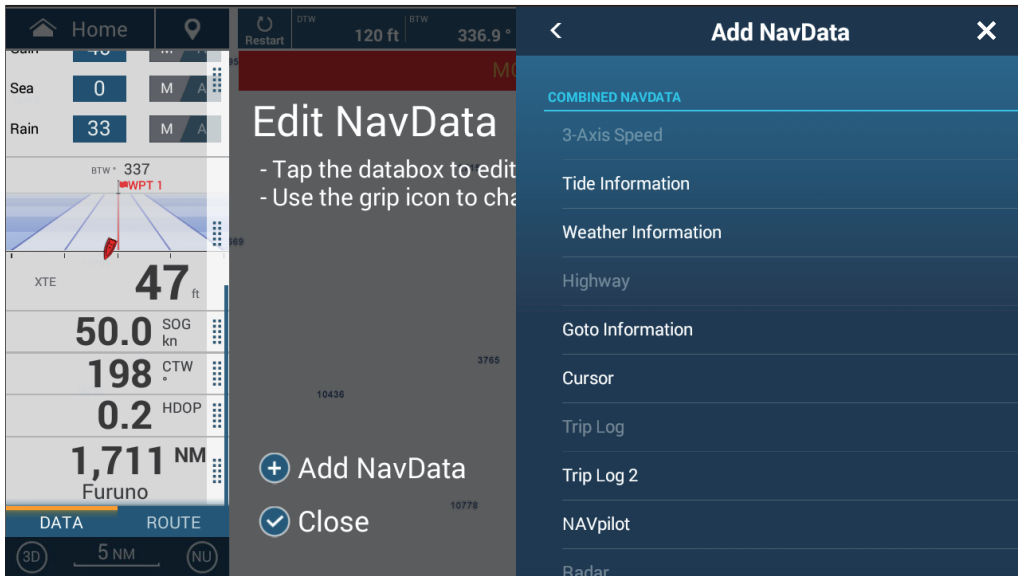 Home
Sea 0 M A
Rain 33 M A
BTW° 337
WPT 1
XTE 47 ft
50.0 SOG kn
198 CTW °
0.2 HDOP
1,711 NM
Furuno
DATA ROUTE
3D 5 NM NU
Restart DTW 120 ft BTW 336.9 °
MO
Edit NavData
- Tap the databox to edit
- Use the grip icon to cha
3765
10436
10778
Add NavData
Close
Add NavData
COMBINED NAVDATA
3-Axis Speed
Tide Information
Weather Information
Highway
Goto Information
Cursor
Trip Log
Trip Log 2
NAVpilot
Radar